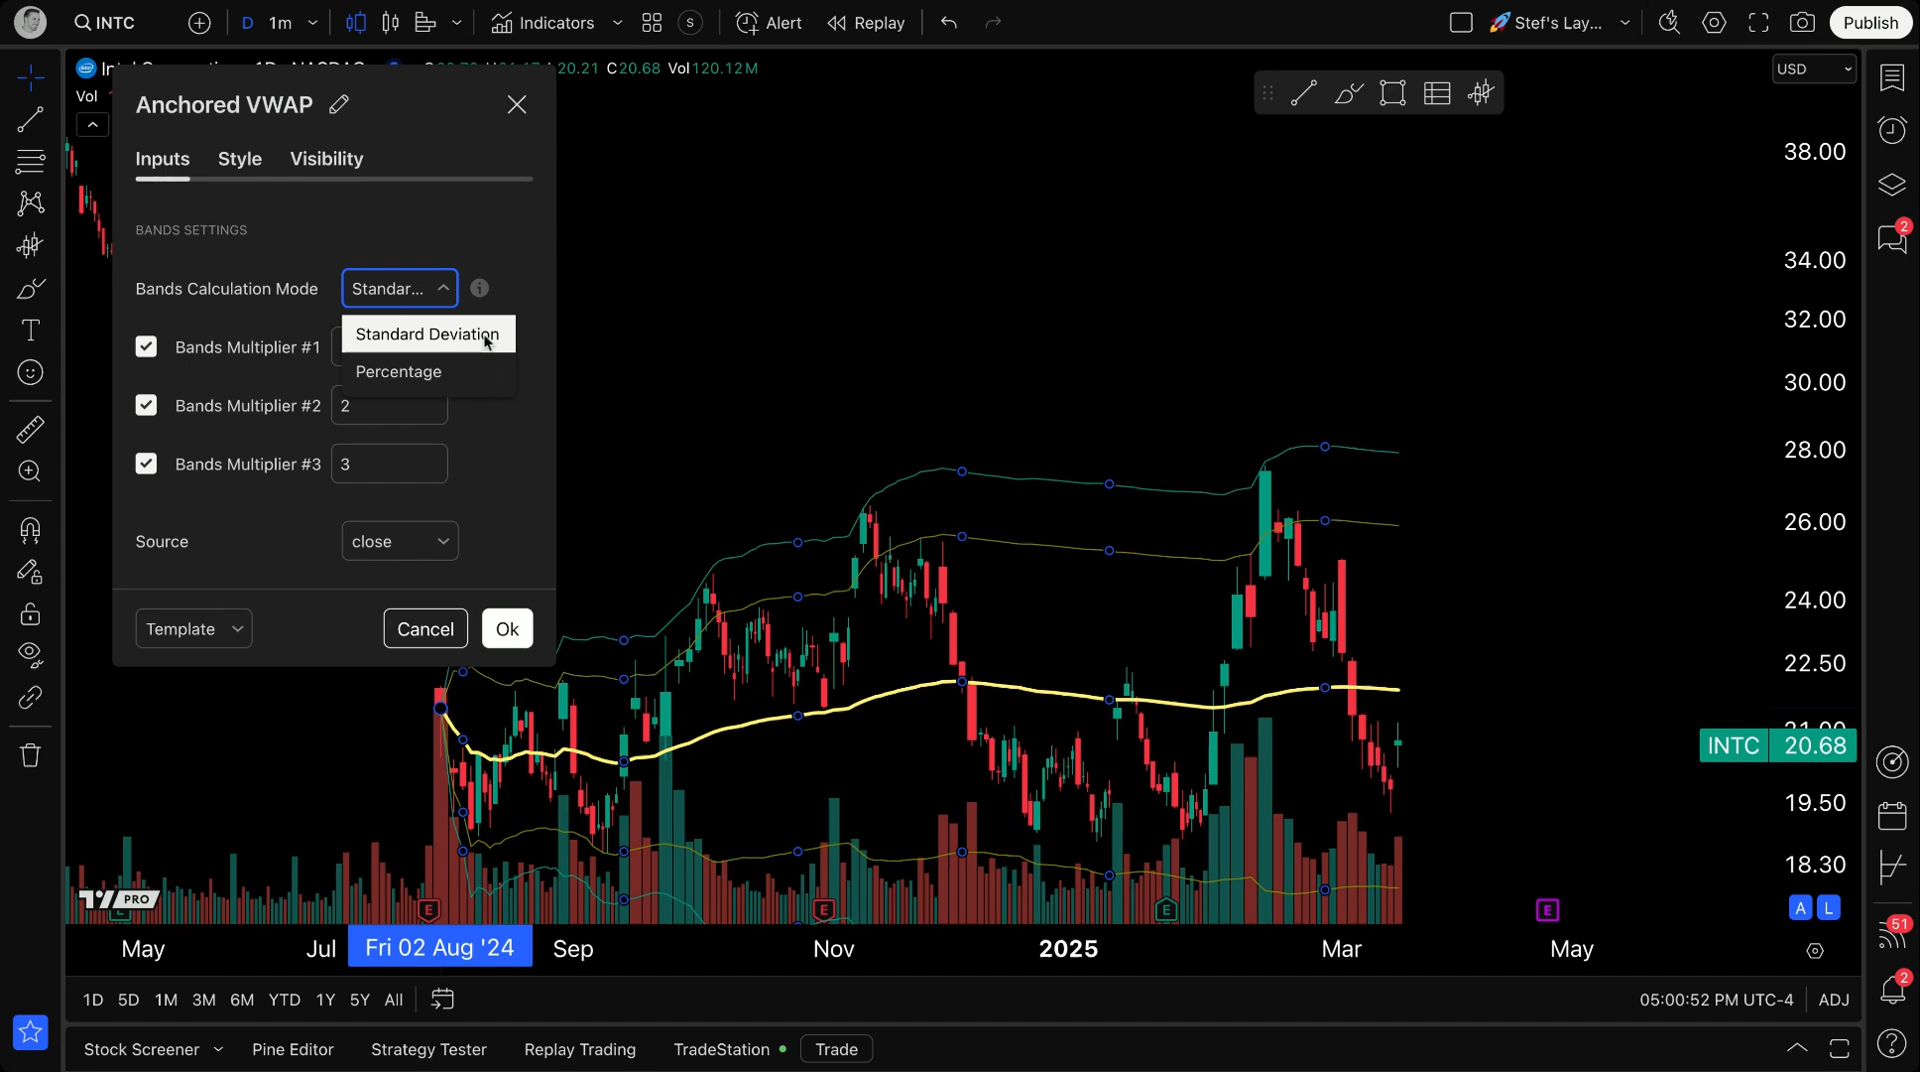 INTC
D 1m
Indicators
S
Alert
Replay
Stef's Lay...
Publish
20.21 C20.68 Vol120.12M
USD
Vol
Anchored VWAP
Inputs Style Visibility
BANDS SETTINGS
Bands Calculation Mode Standar...
Standard Deviation
Percentage
Bands Multiplier #1
Bands Multiplier #2 2
Bands Multiplier #3 3
Source close
Template Cancel Ok
38.00
34.00
32.00
30.00
28.00
26.00
24.00
22.50
21.00
INTC 20.68
19.50
18.30
2
PRO
E
E
E
E
A L
May Jul Fri 02 Aug '24 Sep Nov 2025 Mar May
51
2
1D 5D 1M 3M 6M YTD 1Y 5Y All
05:00:52 PM UTC-4 ADJ
Stock Screener Pine Editor Strategy Tester Replay Trading TradeStation Trade